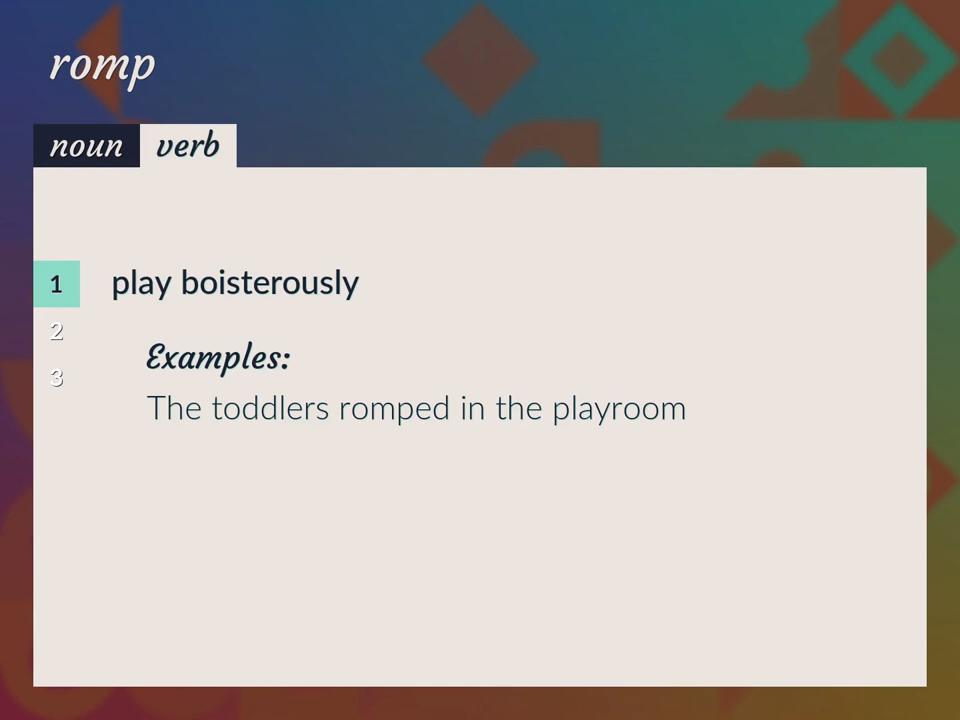 romp
noun verb
1 play boisterously
2
Examples:
3
The toddlers romped in the playroom